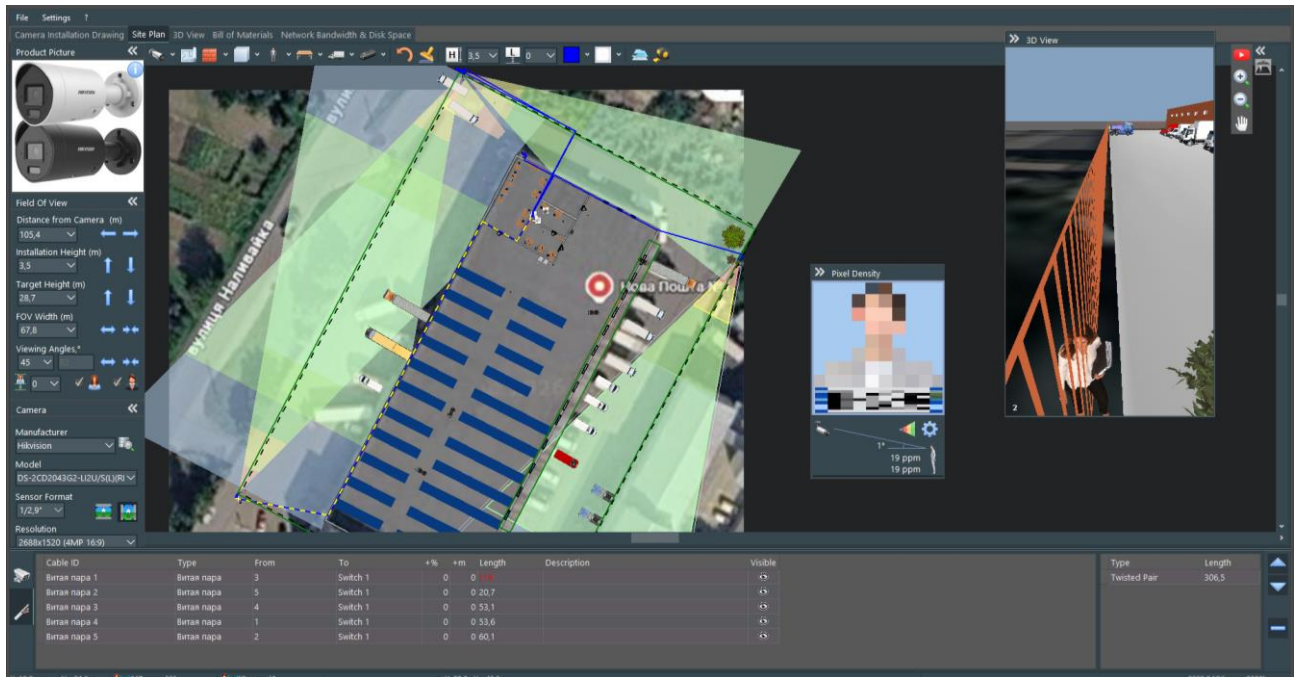 File Settings ?
Camera Installation Drawing Site Plan 3D View Bill of Materials Network Bandwidth & Disk Space
Product Picture
HIKVISION
HIKVISION
3,5
0
Field Of View
Distance from Camera (m)
105,4
Installation Height (m)
3,5
Target Height (m)
28,7
FOV Width (m)
67,8
Viewing Angles,°
45
0
Camera
Manufacturer
Hikvision
Model
DS-2CD2043G2-LI2U/S(L)(RI
Sensor Format
1/2,9"
Resolution
2688x1520 (4MP 16:9)
вулиця Наливайка
Нова Пошта №
Pixel Density
1°
19 ppm
19 ppm
3D View
2
Cable ID Type From To +% +m Length Description Visible
Витая пара 1 Витая пара 3 Switch 1 0 0
Витая пара 2 Витая пара 5 Switch 1 0 0 20,7
Витая пара 3 Витая пара 4 Switch 1 0 0 53,1
Витая пара 4 Витая пара 1 Switch 1 0 0 53,6
Витая пара 5 Витая пара 2 Switch 1 0 0 60,1
Type Length
Twisted Pair 306,5